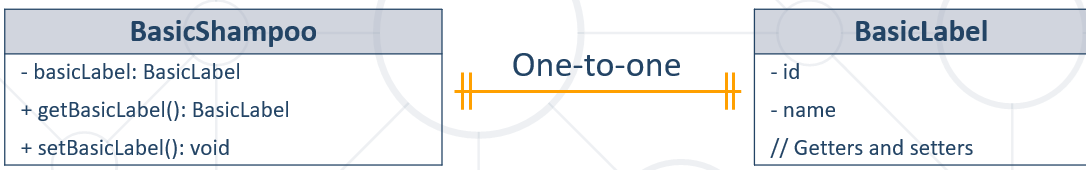 BasicShampoo
- basicLabel: BasicLabel
+ getBasicLabel(): BasicLabel
+ setBasicLabel(): void
One-to-one
BasicLabel
- id
- name
// Getters and setters